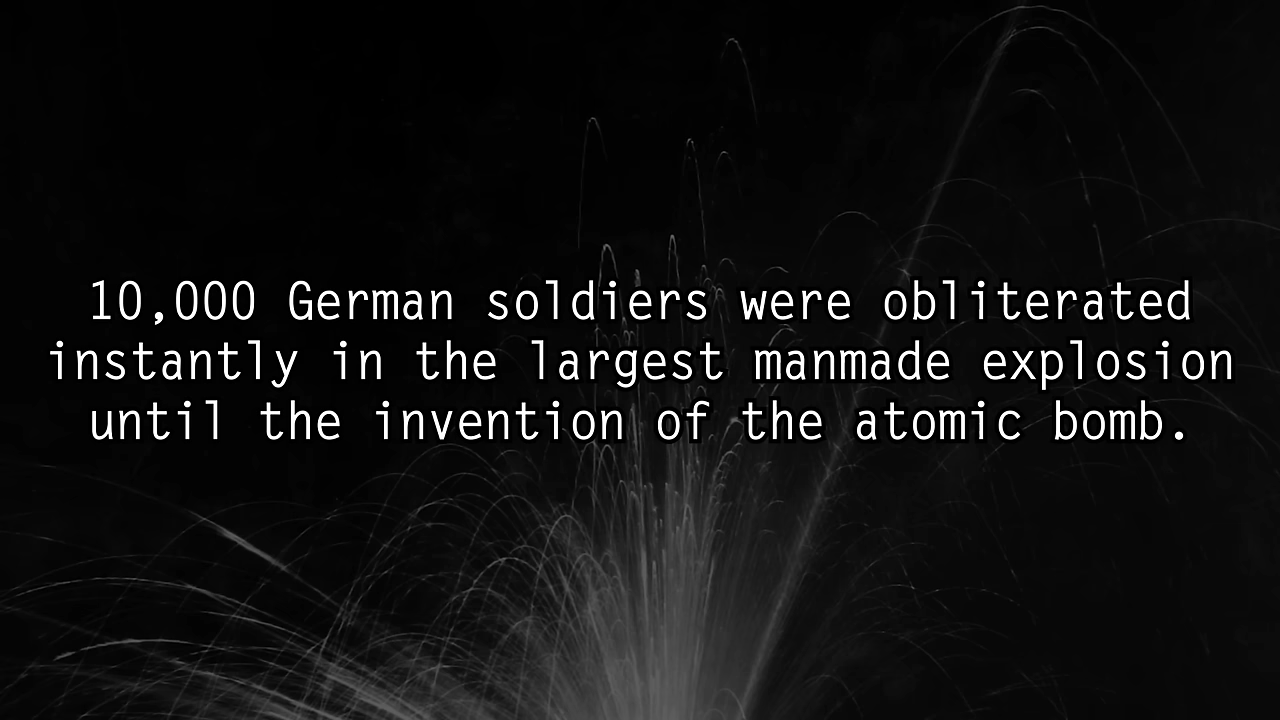 10,000 German soldiers were obliterated
instantly in the largest manmade explosion
until the invention of the atomic bomb.